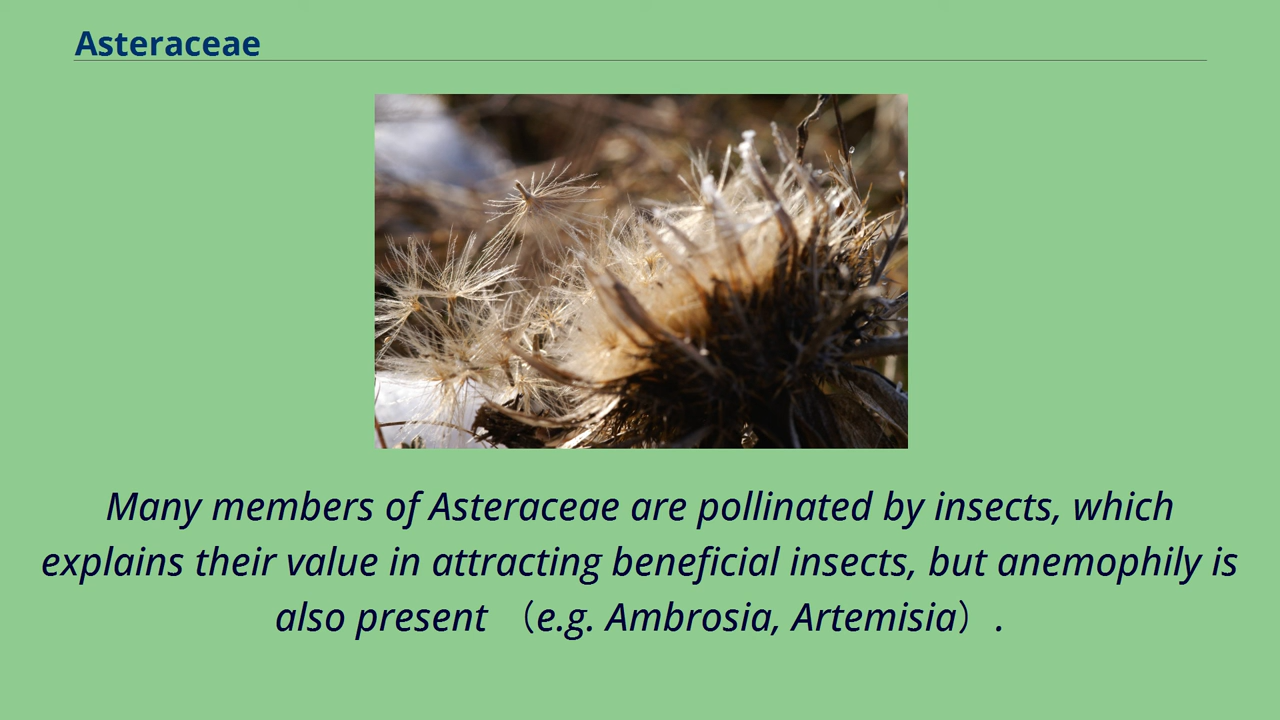 Asteraceae
Many members of Asteraceae are pollinated by insects, which
explains their value in attracting beneficial insects, but anemophily is
also present （e.g. Ambrosia, Artemisia）.